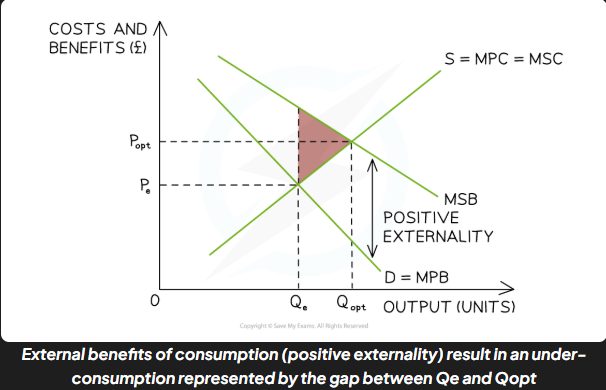 COSTS AND
BENEFITS (£)
S = MPC = MSC
Popt
Pe
MSB
POSITIVE
EXTERNALITY
D = MPB
O
Qe
Qopt
OUTPUT (UNITS)
Copyright © Save My Exams. All Rights Reserved
External benefits of consumption (positive externality) result in an under-
consumption represented by the gap between Qe and Qopt